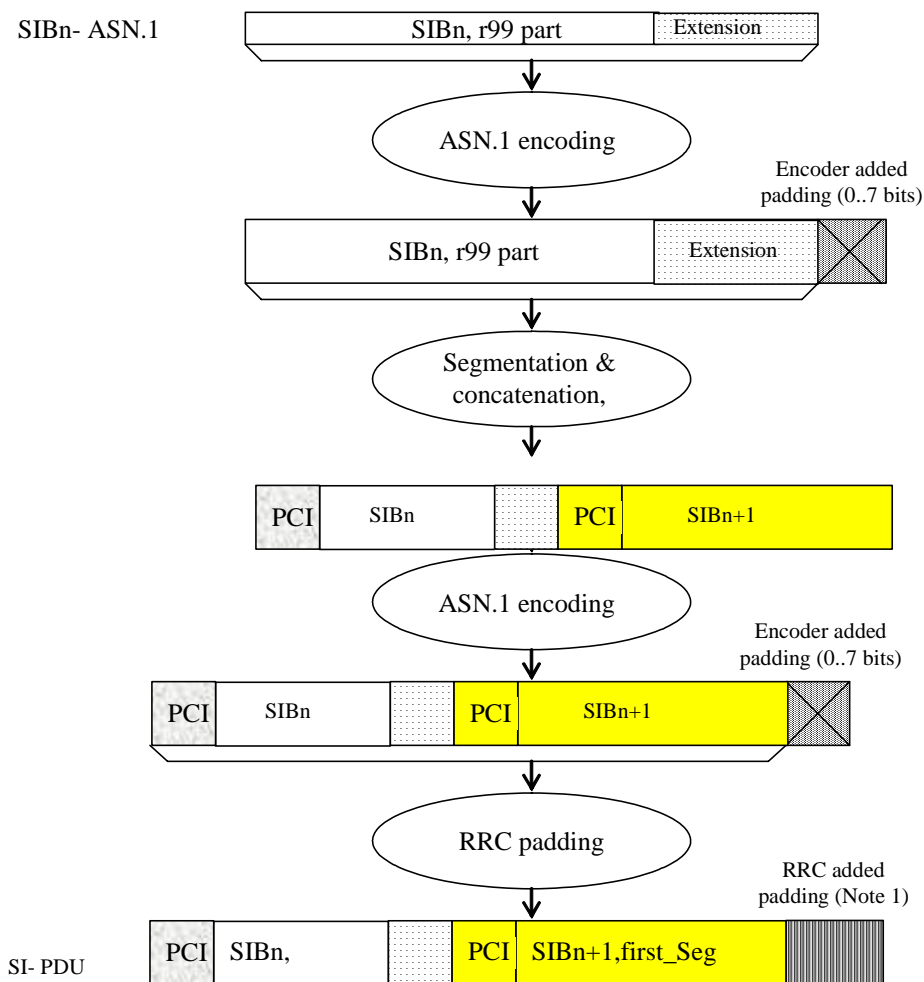 SIBn- ASN.1
SIBn, r99 part
Extension
ASN.1 encoding
Encoder added
padding (0..7 bits)
SIBn, r99 part
Extension
Segmentation &
concatenation,
PCI
SIBn
PCI
SIBn+1
ASN.1 encoding
Encoder added
padding (0..7 bits)
PCI
SIBn
PCI
SIBn+1
RRC padding
RRC added
padding (Note 1)
SI- PDU
PCI
SIBn,
PCI
SIBn+1,first_Seg